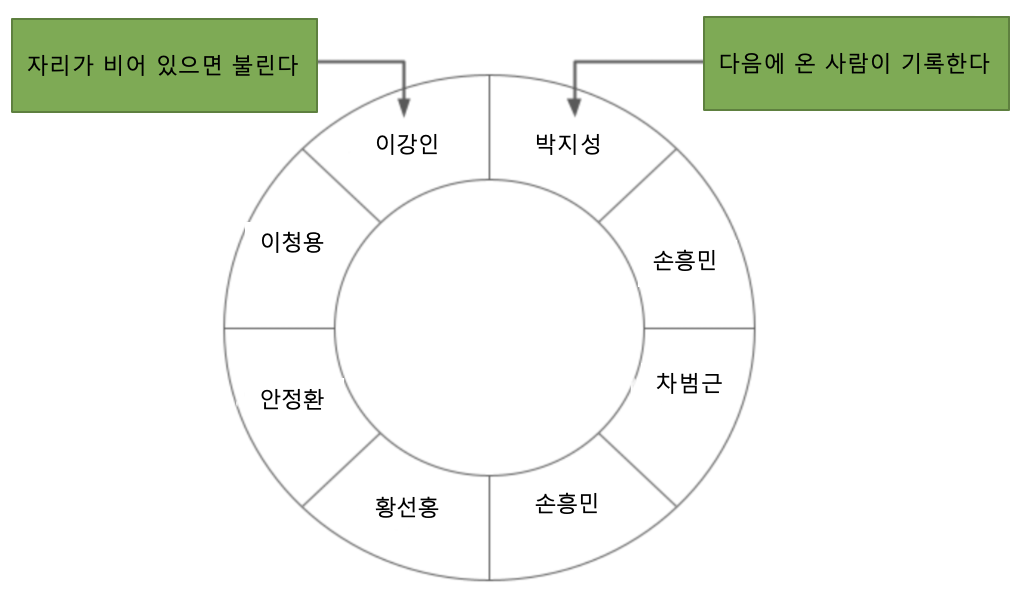 자리가 비어 있으면 불린다
다음에 온 사람이 기록한다
이강인
박지성
이청용
손흥민
안정환
차범근
황선홍
손흥민